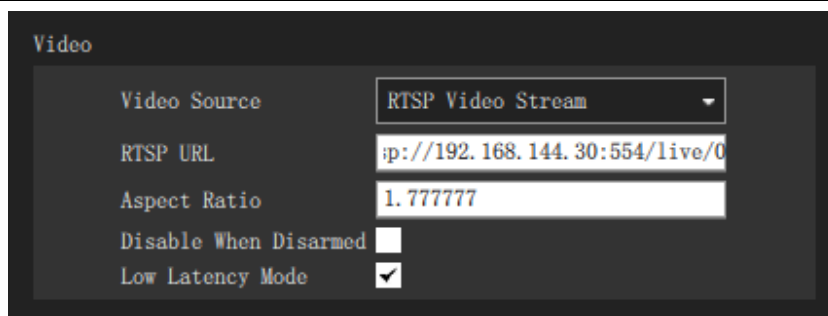 Video
Video Source RTSP Video Stream
RTSP URL p://192.168.144.30:554/live/0
Aspect Ratio 1.777777
Disable When Disarmed
Low Latency Mode